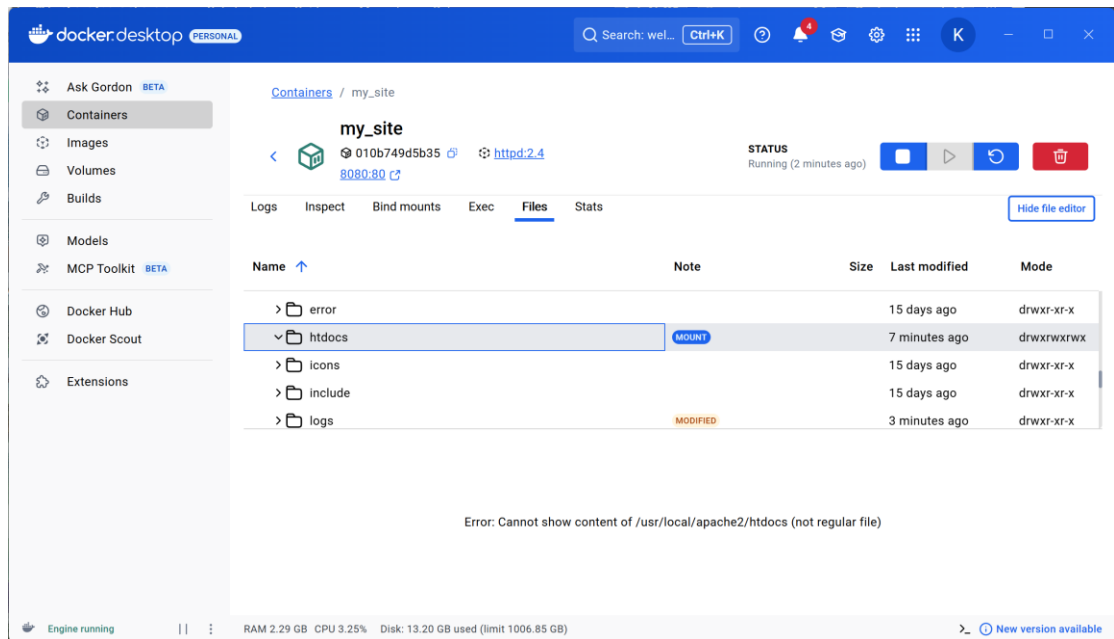 docker.desktop PERSONAL
Search: wel... Ctrl+K
4
K
Ask Gordon BETA
Containers
Images
Volumes
Builds
Models
MCP Toolkit BETA
Docker Hub
Docker Scout
Extensions
Containers / my_site
my_site
010b749d5b35 httpd:2.4
8080:80
STATUS
Running (2 minutes ago)
Logs Inspect Bind mounts Exec Files Stats
Hide file editor
Name Note Size Last modified Mode
error 15 days ago drwxr-xr-x
htdocs MOUNT 7 minutes ago drwxrwxrwx
icons 15 days ago drwxr-xr-x
include 15 days ago drwxr-xr-x
logs MODIFIED 3 minutes ago drwxr-xr-x
Error: Cannot show content of /usr/local/apache2/htdocs (not regular file)
Engine running RAM 2.29 GB CPU 3.25% Disk: 13.20 GB used (limit 1006.85 GB) New version available